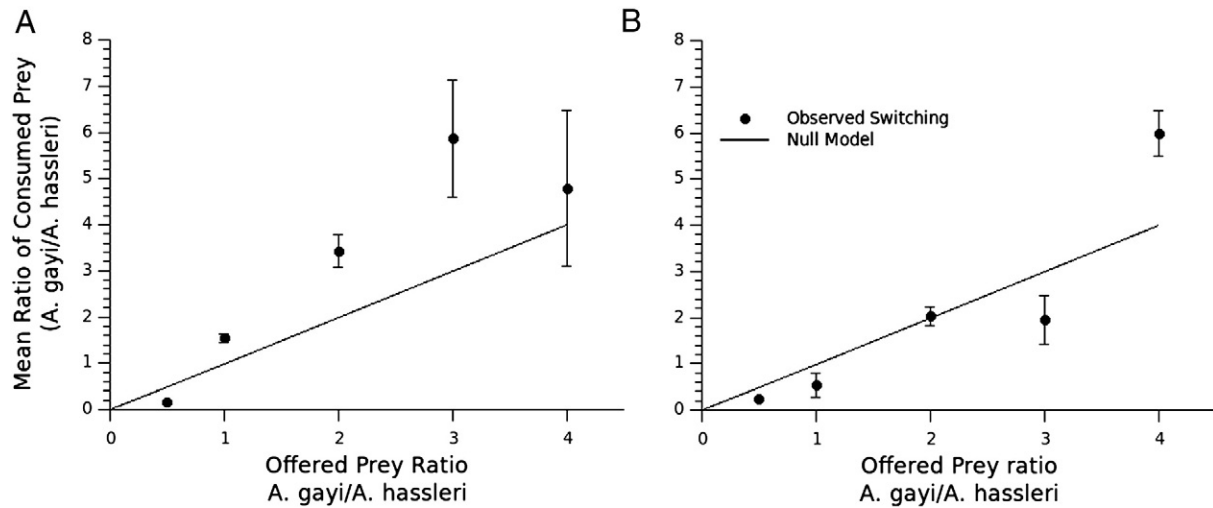 A
8
7
6
5
4
3
2
1
0
0 1 2 3 4
Mean Ratio of Consumed Prey
(A. gayi/A. hassleri)
Offered Prey Ratio
A. gayi/A. hassleri
B
8
7
6
5
4
3
2
1
0
0 1 2 3 4
Observed Switching
Null Model
Offered Prey ratio
A. gayi/A. hassleri